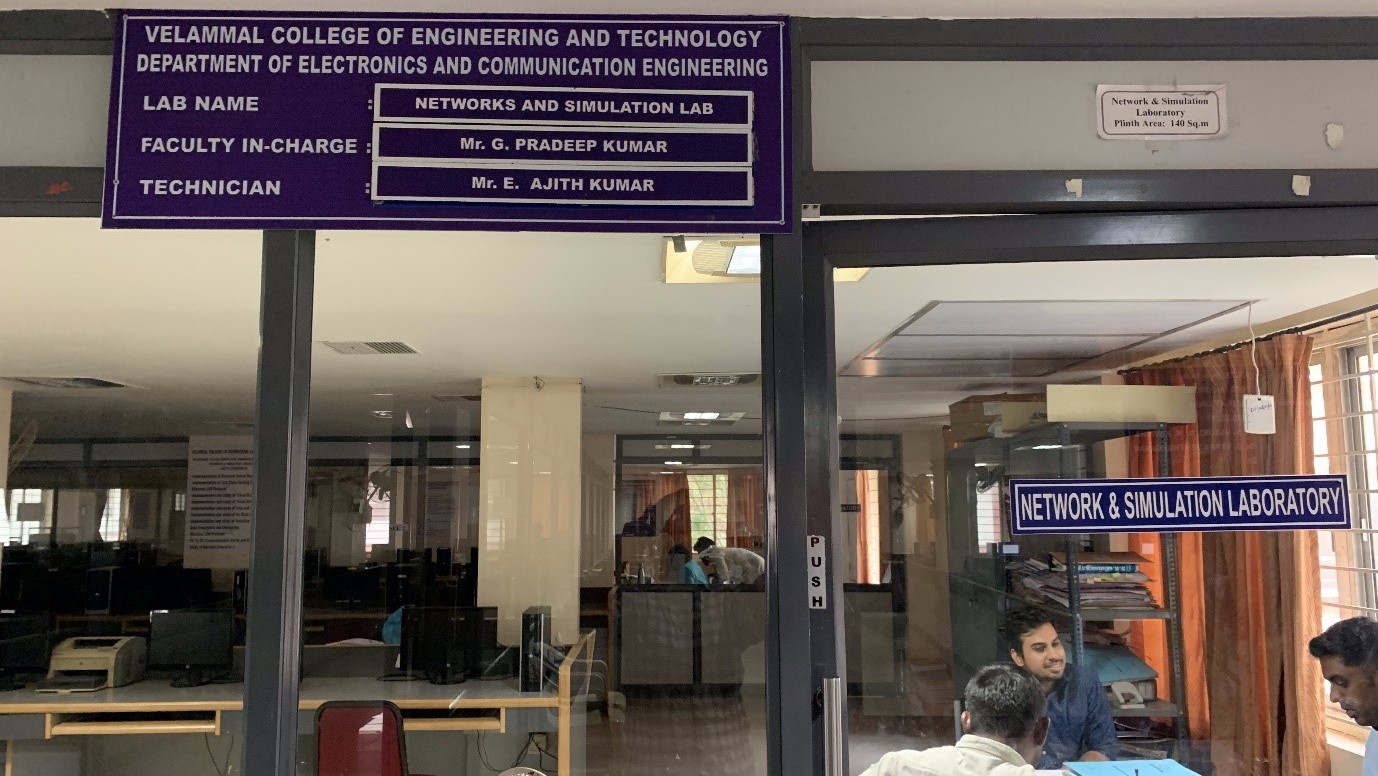 VELAMMAL COLLEGE OF ENGINEERING AND TECHNOLOGY
DEPARTMENT OF ELECTRONICS AND COMMUNICATION ENGINEERING
LAB NAME : NETWORKS AND SIMULATION LAB
FACULTY IN-CHARGE : Mr. G. PRADEEP KUMAR
TECHNICIAN : Mr. E. AJITH KUMAR
Network & Simulation
Laboratory
Plinth Area: 140 Sq.m
NETWORK & SIMULATION LABORATORY
PUSH